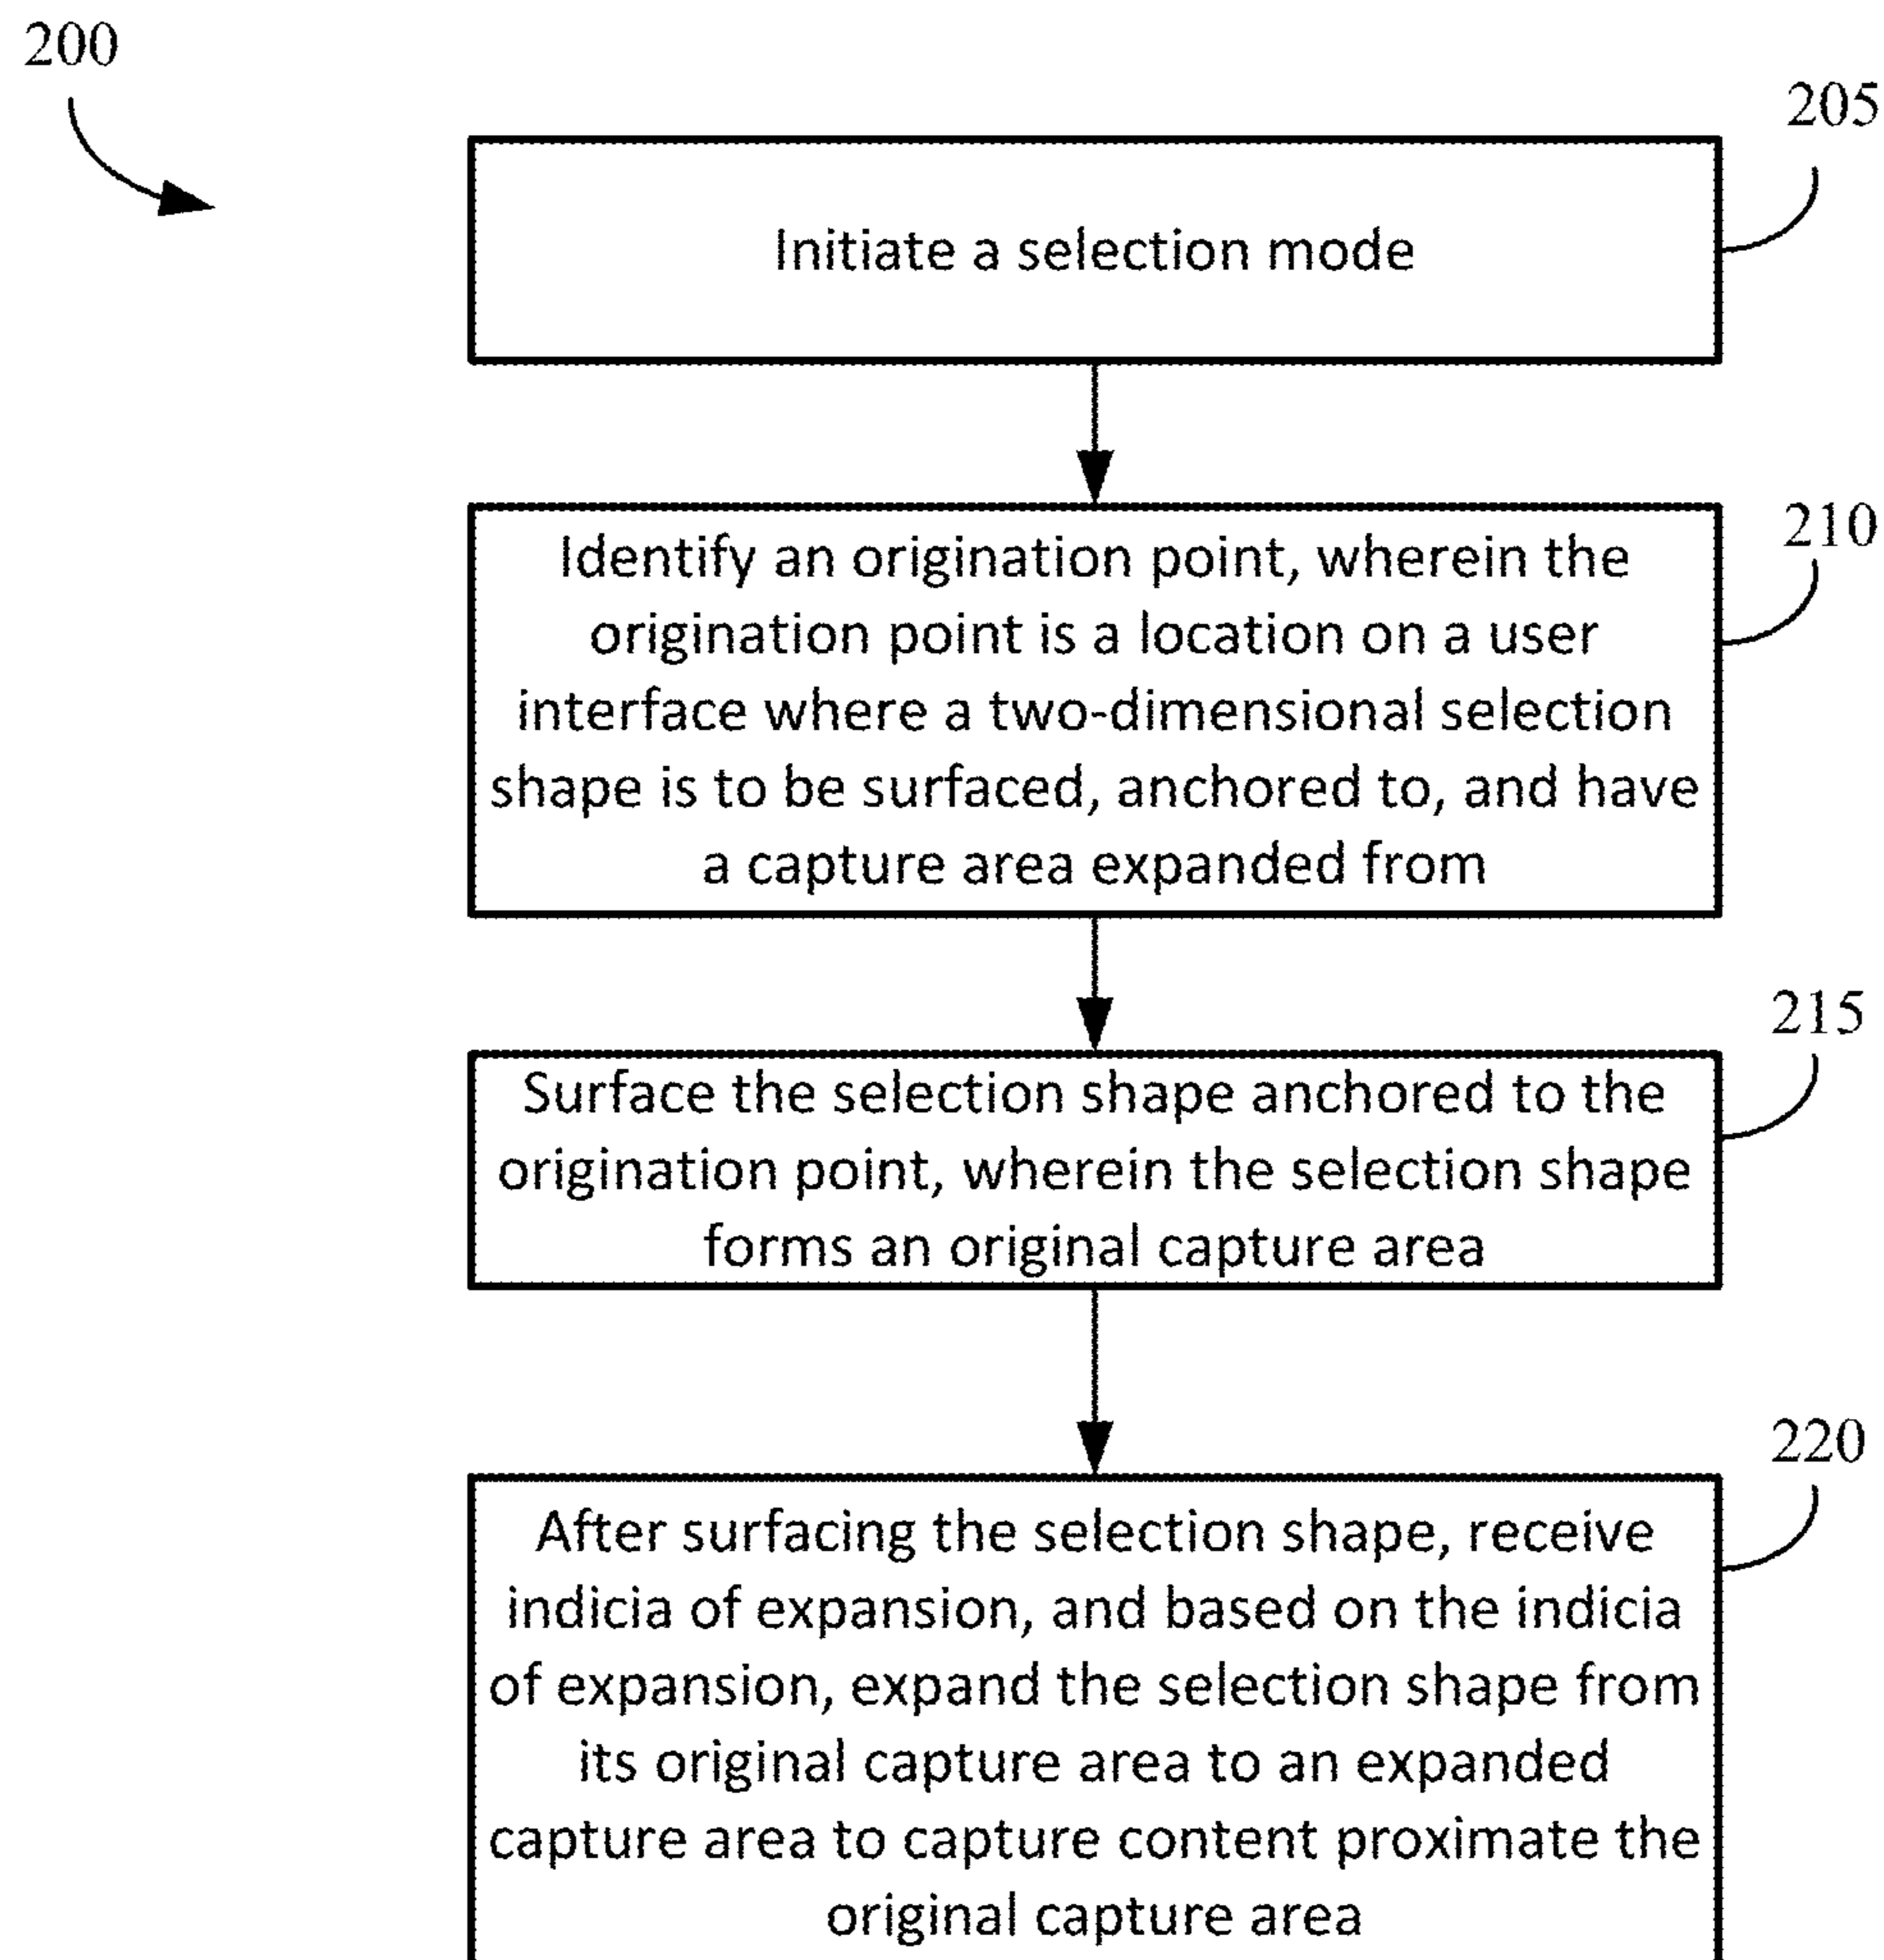 200
205
Initiate a selection mode
210
Identify an origination point, wherein the
origination point is a location on a user
interface where a two-dimensional selection
shape is to be surfaced, anchored to, and have
a capture area expanded from
215
Surface the selection shape anchored to the
origination point, wherein the selection shape
forms an original capture area
220
After surfacing the selection shape, receive
indicia of expansion, and based on the indicia
of expansion, expand the selection shape from
its original capture area to an expanded
capture area to capture content proximate the
original capture area